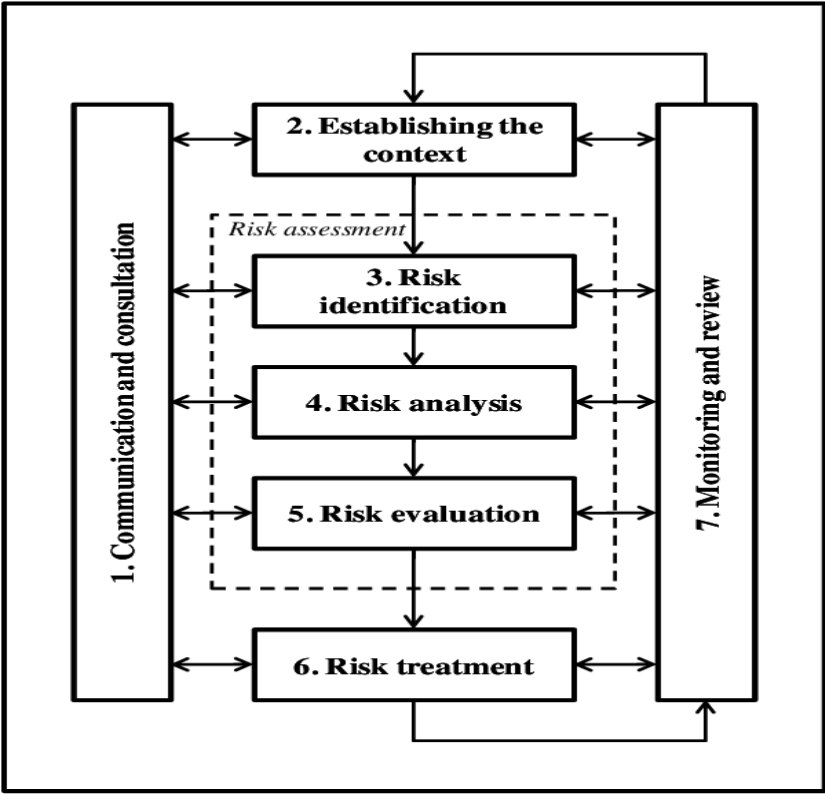 1. Communication and consultation
2. Establishing the
context
Risk assessment
3. Risk
identification
4. Risk analysis
5. Risk evaluation
6. Risk treatment
7. Monitoring and review